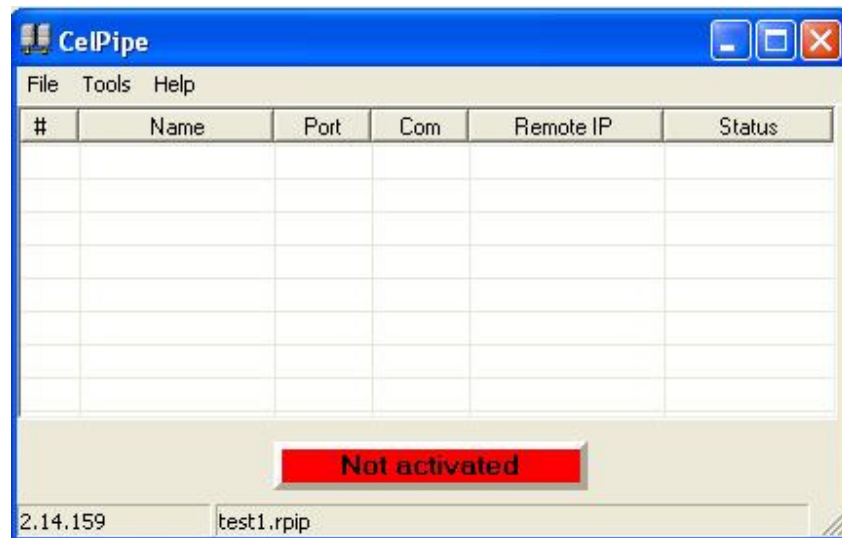 CelPipe
File Tools Help
# Name Port Com Remote IP Status
Not activated
2.14.159 test1.rpip